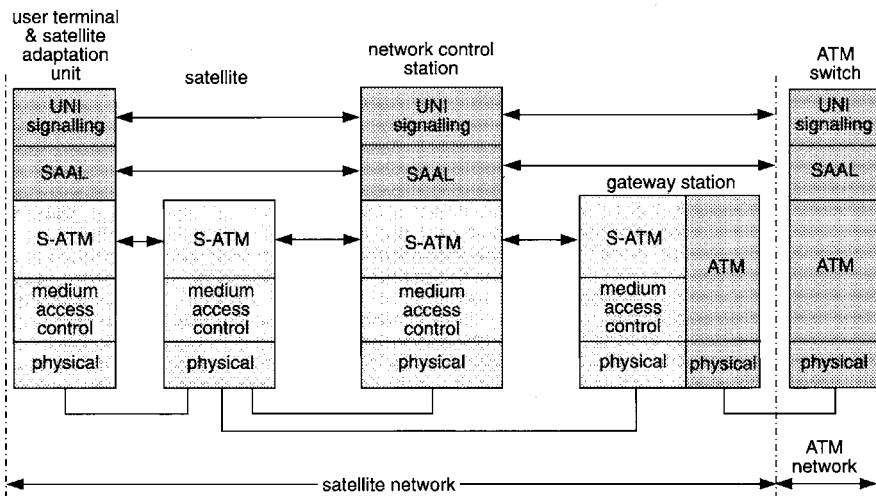 user terminal
& satellite
adaptation
unit
satellite
network control
station
ATM
switch
UNI
signalling
UNI
signalling
UNI
signalling
SAAL
SAAL
SAAL
gateway station
S-ATM
S-ATM
S-ATM
S-ATM
ATM
ATM
medium
access
control
medium
access
control
medium
access
control
medium
access
control
physical
physical
physical
physical
physical
physical
satellite network
ATM
network